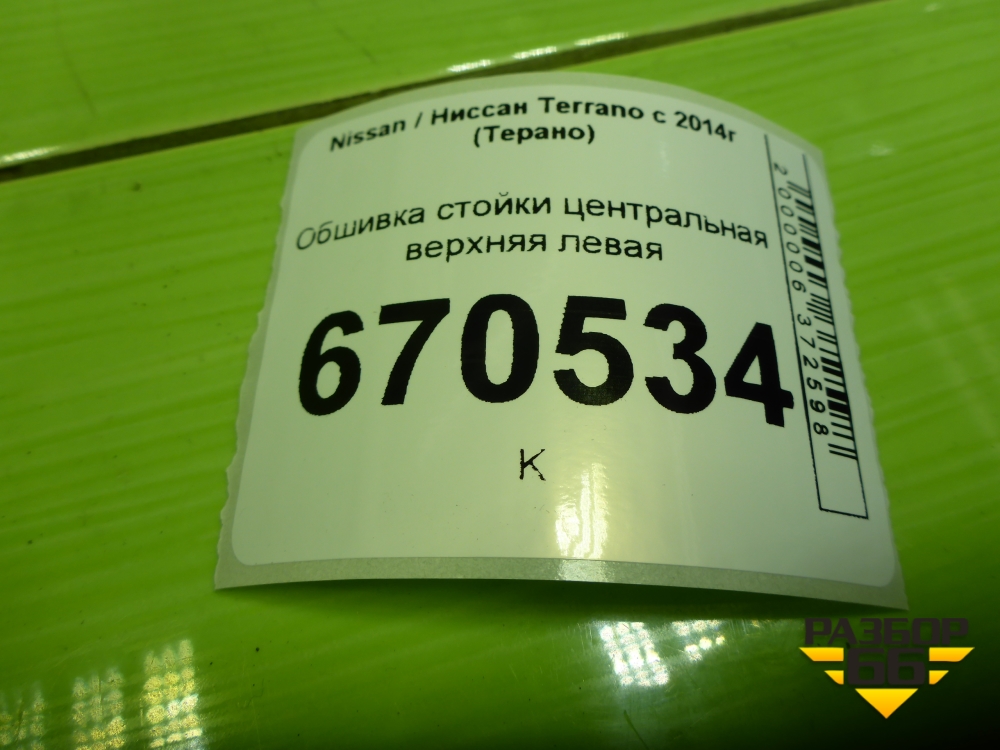 Nissan / Ниссан Terrano с 2014г
(Терано)
Обшивка стойки центральная
верхняя левая
670534
К
2000006372598
РАЗБОР
66